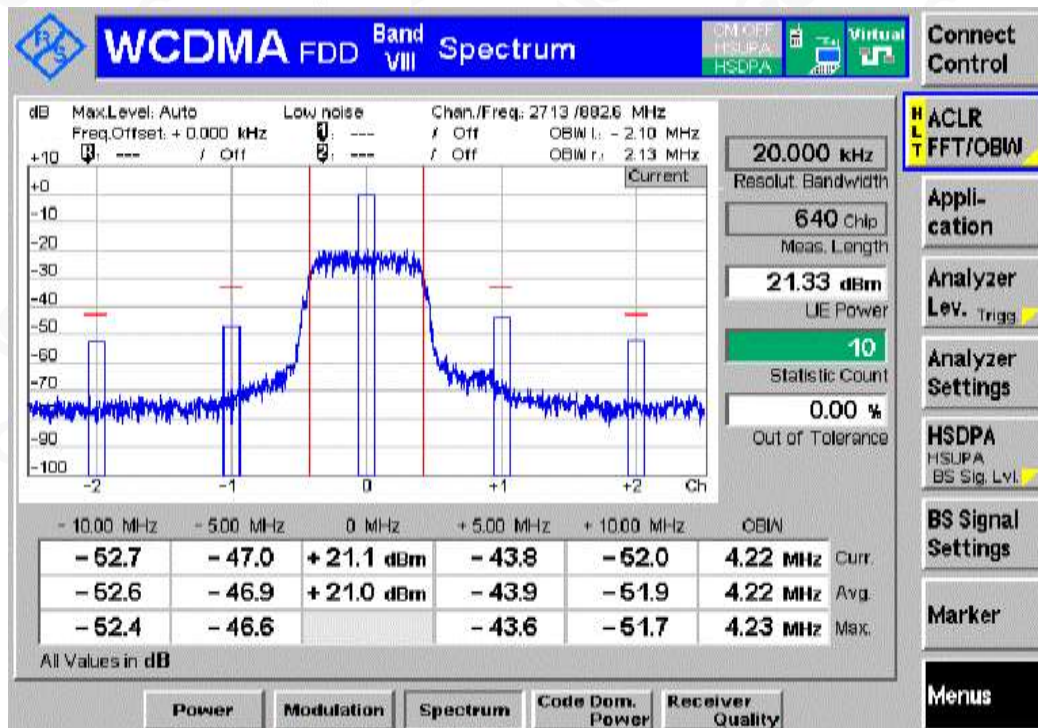 R&S
WCDMA FDD Band VIII Spectrum
CM OFF
HSUPA
HSDPA
Virtual
Connect Control
dB Max.Level: Auto Low noise Chan./Freq.: 2713 /882.6 MHz
Freq.Offset: + 0.000 kHz 1: --- / Off OBW l.: - 2.10 MHz
R: --- / Off 2: --- / Off OBW r.: 2.13 MHz
Current
+10
+0
-10
-20
-30
-40
-50
-60
-70
-90
-100
-2 -1 0 +1 +2 Ch
20.000 kHz
Resolut. Bandwidth
640 Chip
Meas. Length
21.33 dBm
UE Power
10
Statistic Count
0.00 %
Out of Tolerance
HLT
ACLR
FFT/OBW
Appli-
cation
Analyzer
Lev. Trigg.
Analyzer
Settings
HSDPA
HSUPA
BS Sig. Lvl.
BS Signal
Settings
Marker
Menus
- 10.00 MHz - 5.00 MHz 0 MHz + 5.00 MHz + 10.00 MHz OBW
- 52.7 - 47.0 + 21.1 dBm - 43.8 - 52.0 4.22 MHz Curr.
- 52.6 - 46.9 + 21.0 dBm - 43.9 - 51.9 4.22 MHz Avg.
- 52.4 - 46.6 - 43.6 - 51.7 4.23 MHz Max.
All Values in dB
Power Modulation Spectrum Code Dom. Power Receiver Quality